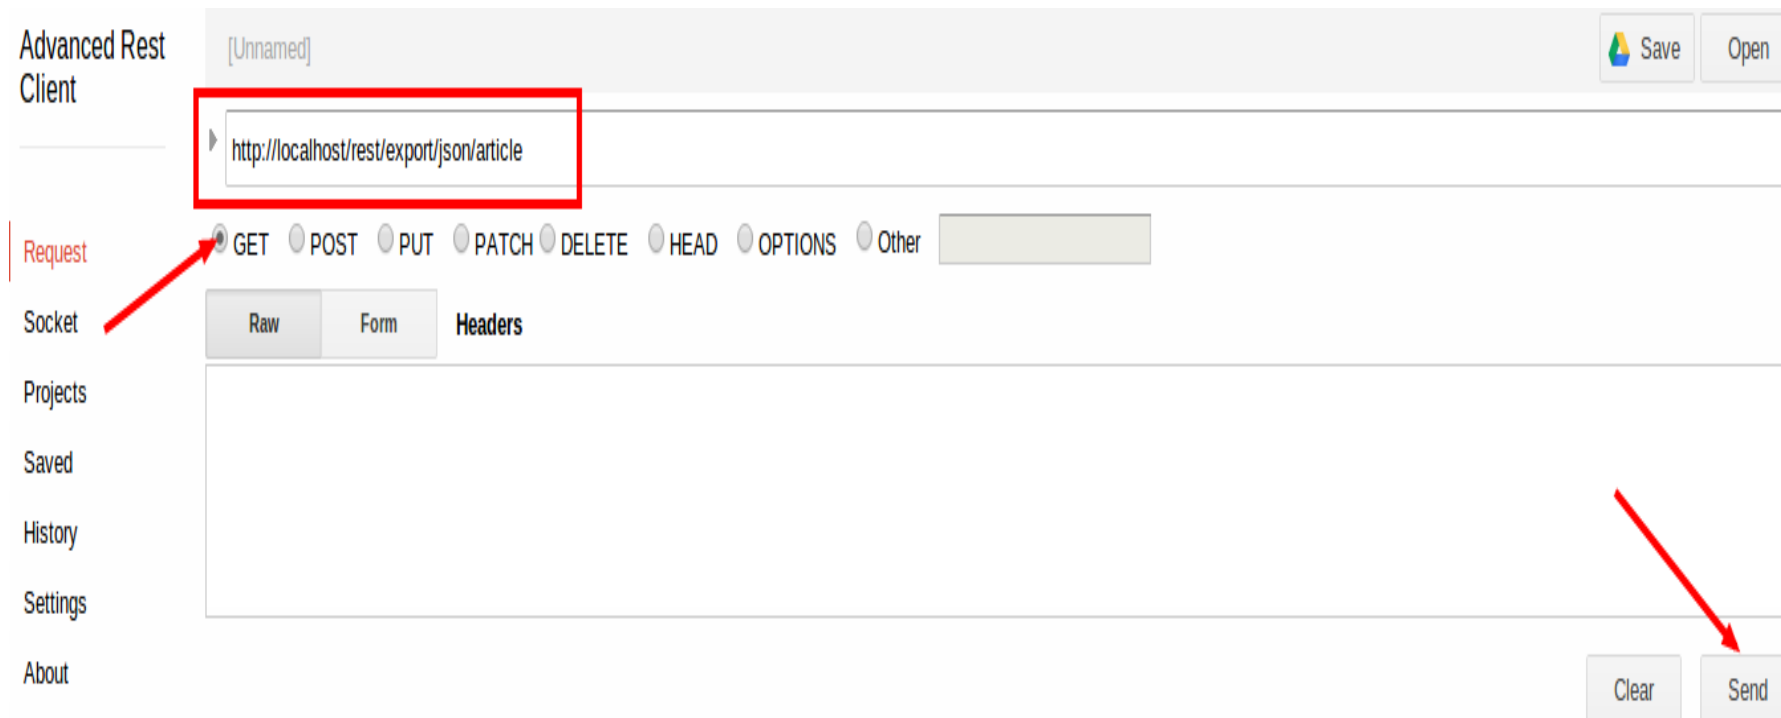 Advanced Rest
Client
[Unnamed]
Save
Open
http://localhost/rest/export/json/article
GET POST PUT PATCH DELETE HEAD OPTIONS Other
Raw Form Headers
Request
Socket
Projects
Saved
History
Settings
About
Clear
Send